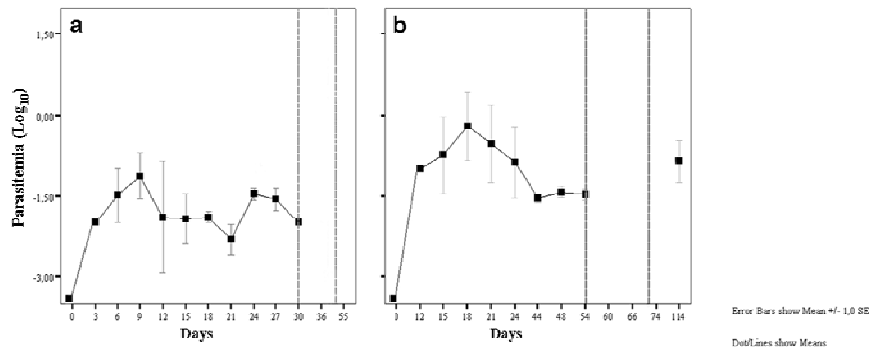 a
b
1,50
0,00
-1,50
-3,00
Parasitemia (Log10)
0 3 6 9 12 15 18 21 24 27 30 36 55
Days
0 12 15 18 21 24 44 48 54 60 66 74 114
Days
Error Bars show Mean +/- 1,0 SE
Dot/Lines show Means